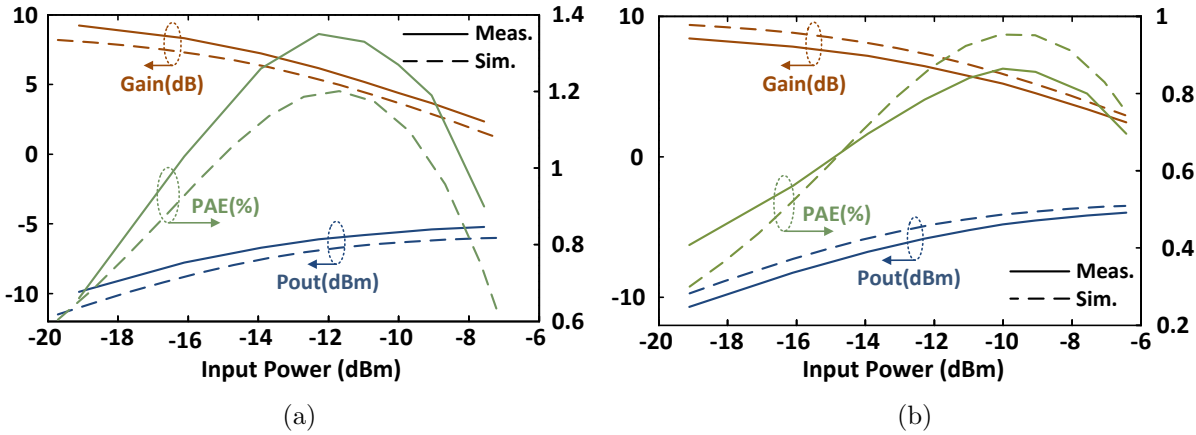 10
5
0
-5
-10
Gain(dB)
PAE(%)
Pout(dBm)
Meas.
Sim.
1.4
1.2
1
0.8
0.6
-20 -18 -16 -14 -12 -10 -8 -6
Input Power (dBm)
(a)
10
0
-10
Gain(dB)
PAE(%)
Pout(dBm)
Meas.
Sim.
1
0.8
0.6
0.4
0.2
-20 -18 -16 -14 -12 -10 -8 -6
Input Power (dBm)
(b)